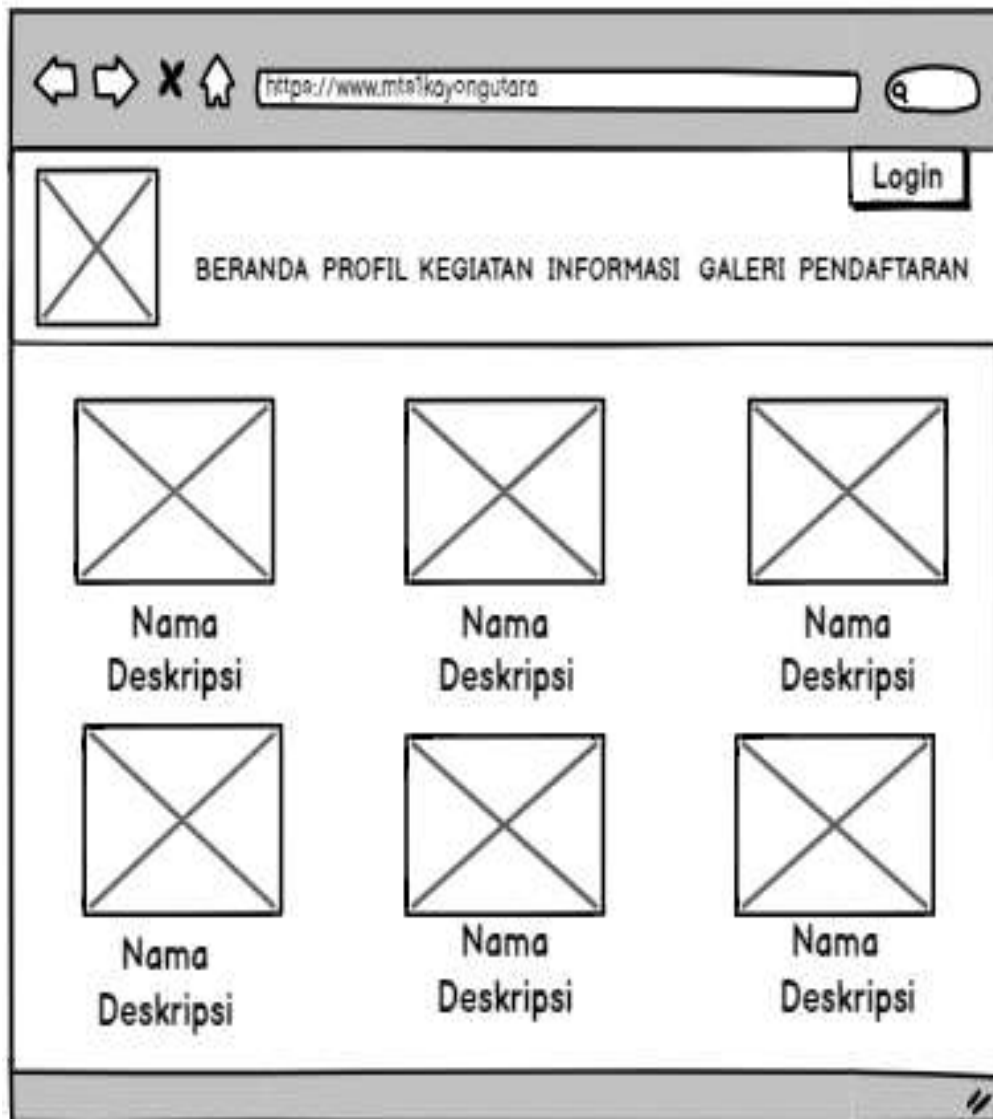 https://www.mts1kayongutara
Login
BERANDA PROFIL KEGIATAN INFORMASI GALERI PENDAFTARAN
Nama Nama Nama
Deskripsi Deskripsi Deskripsi
Nama Nama Nama
Deskripsi Deskripsi Deskripsi